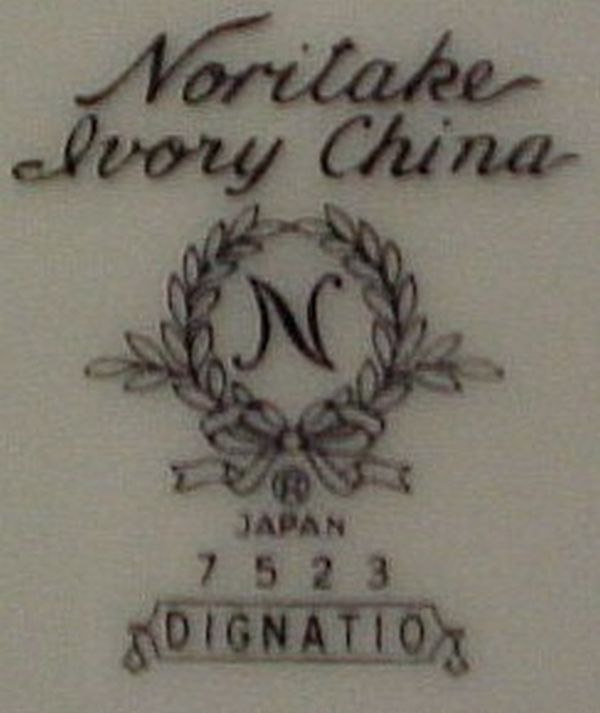 Noritake
Ivory China
N
®
JAPAN
7523
DIGNATIO